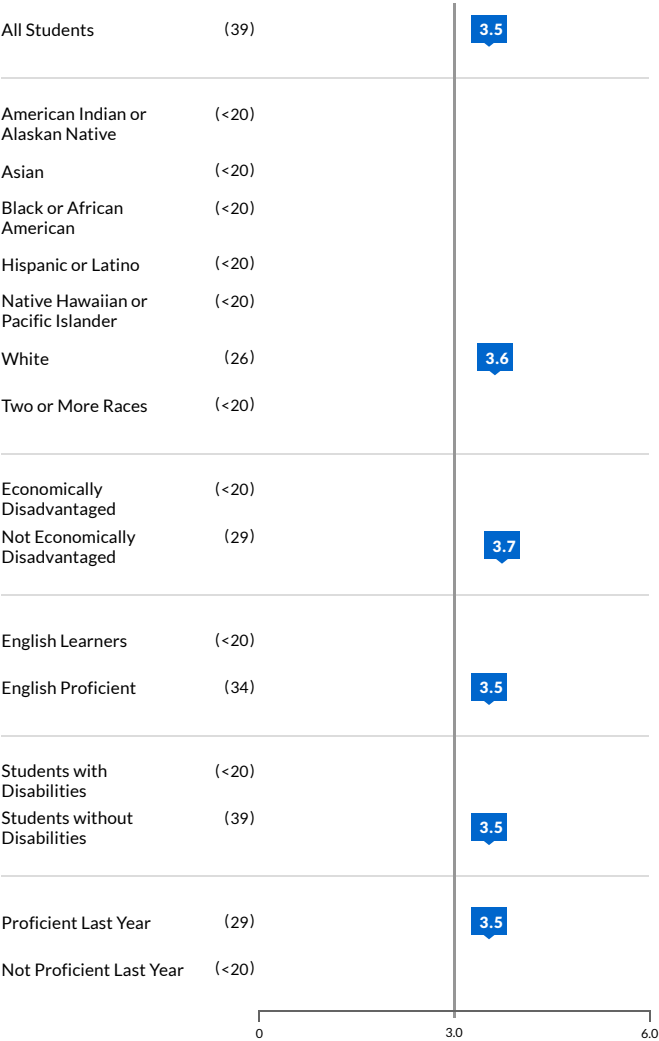 All Students (39) 3.5
American Indian or (<20)
Alaskan Native
Asian (<20)
Black or African (<20)
American
Hispanic or Latino (<20)
Native Hawaiian or (<20)
Pacific Islander
White (26) 3.6
Two or More Races (<20)
Economically (<20)
Disadvantaged
Not Economically (29) 3.7
Disadvantaged
English Learners (<20)
English Proficient (34) 3.5
Students with (<20)
Disabilities
Students without (39) 3.5
Disabilities
Proficient Last Year (29) 3.5
Not Proficient Last Year (<20)
0 3.0 6.0